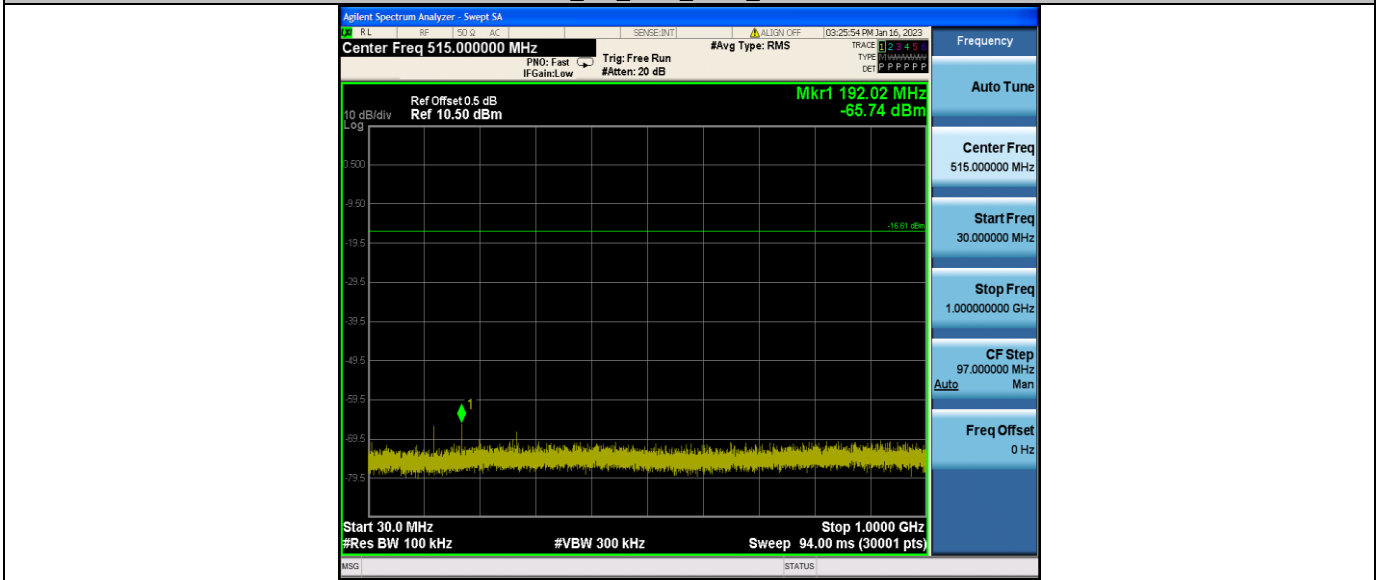 Agilent Spectrum Analyzer - Swept SA
RL RF 50 Ω AC SENSE:INT ALIGN OFF 03:25:54 PM Jan 16, 2023
Center Freq 515.000000 MHz
PNO: Fast
IFGain:Low
Trig: Free Run
#Atten: 20 dB
#Avg Type: RMS
TRACE 1 2 3 4 5 6
TYPE M WWWWW
DET P P P P P P
Frequency
Auto Tune
Mkr1 192.02 MHz
-65.74 dBm
Ref Offset 0.5 dB
10 dB/div Ref 10.50 dBm
Log
0.500
-9.50
-16.61 dBm
-19.5
-29.5
-39.5
-49.5
-59.5
1
-69.5
-79.5
Center Freq
515.000000 MHz
Start Freq
30.000000 MHz
Stop Freq
1.000000000 GHz
CF Step
97.000000 MHz
Auto Man
Freq Offset
0 Hz
Start 30.0 MHz Stop 1.0000 GHz
#Res BW 100 kHz #VBW 300 kHz Sweep 94.00 ms (30001 pts)
MSG STATUS